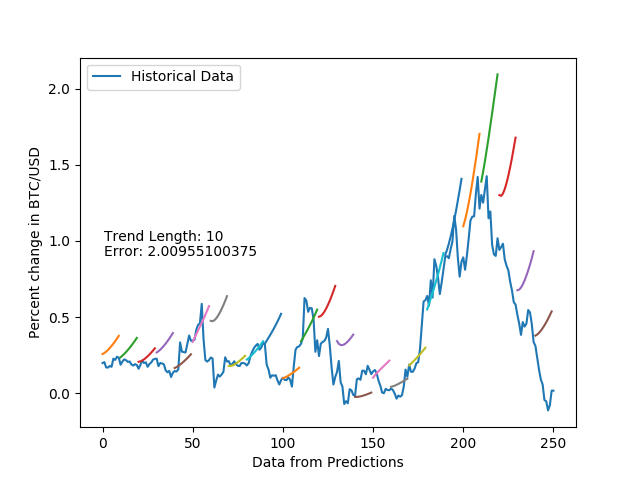 Historical Data
2.0
1.5
1.0
0.5
0.0
Percent change in BTC/USD
Trend Length: 10
Error: 2.00955100375
0 50 100 150 200 250
Data from Predictions